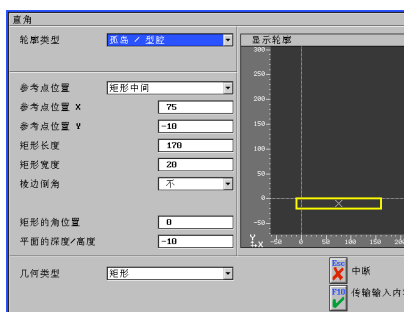 直角
轮廓类型 孤岛 / 型腔
显示轮廓
参考点位置 矩形中间
参考点位置 X 75
参考点位置 Y -10
矩形长度 170
矩形宽度 20
棱边倒角 不
矩形的角位置 0
平面的深度/高度 -10
几何类型 矩形
300-
250-
200-
150-
100-
50-
0-
-50-
Y
X
-50 0 50 100 150 200
Esc 中断
F10 传输输入内